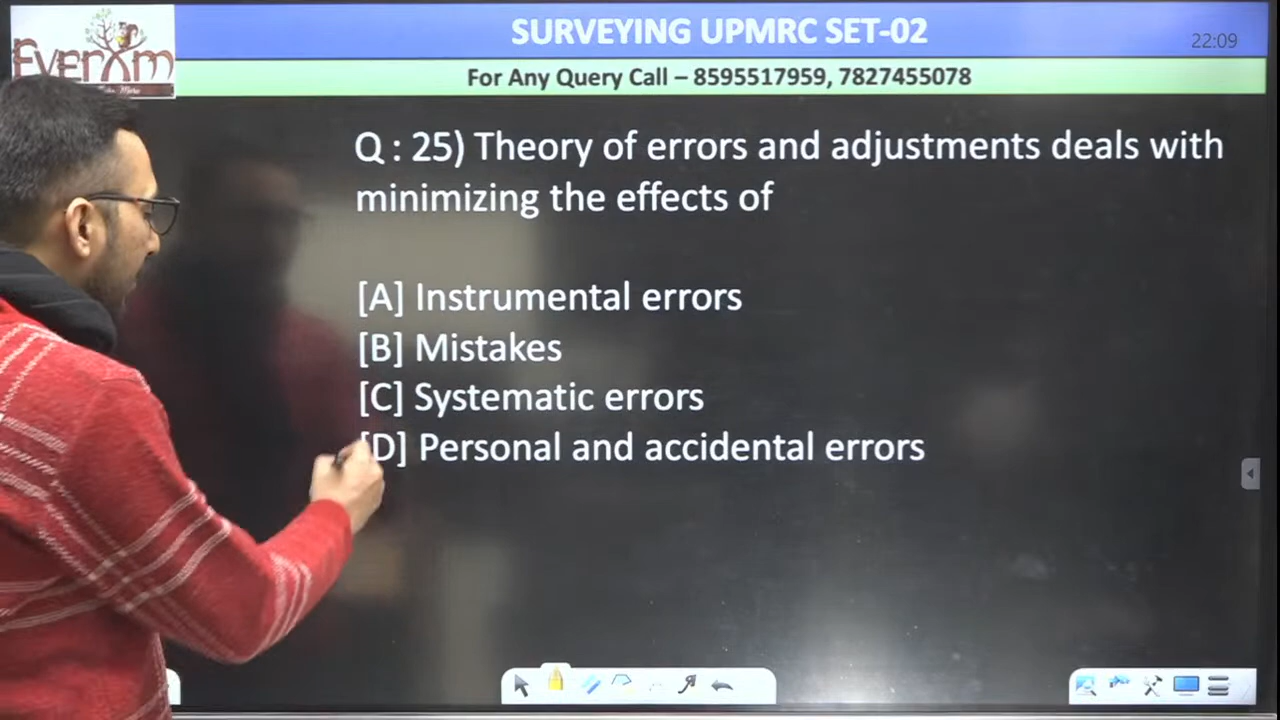 EVERExam
SURVEYING UPMRC SET-02
22:09
For Any Query Call – 8595517959, 7827455078
Q : 25) Theory of errors and adjustments deals with
minimizing the effects of
[A] Instrumental errors
[B] Mistakes
[C] Systematic errors
[D] Personal and accidental errors